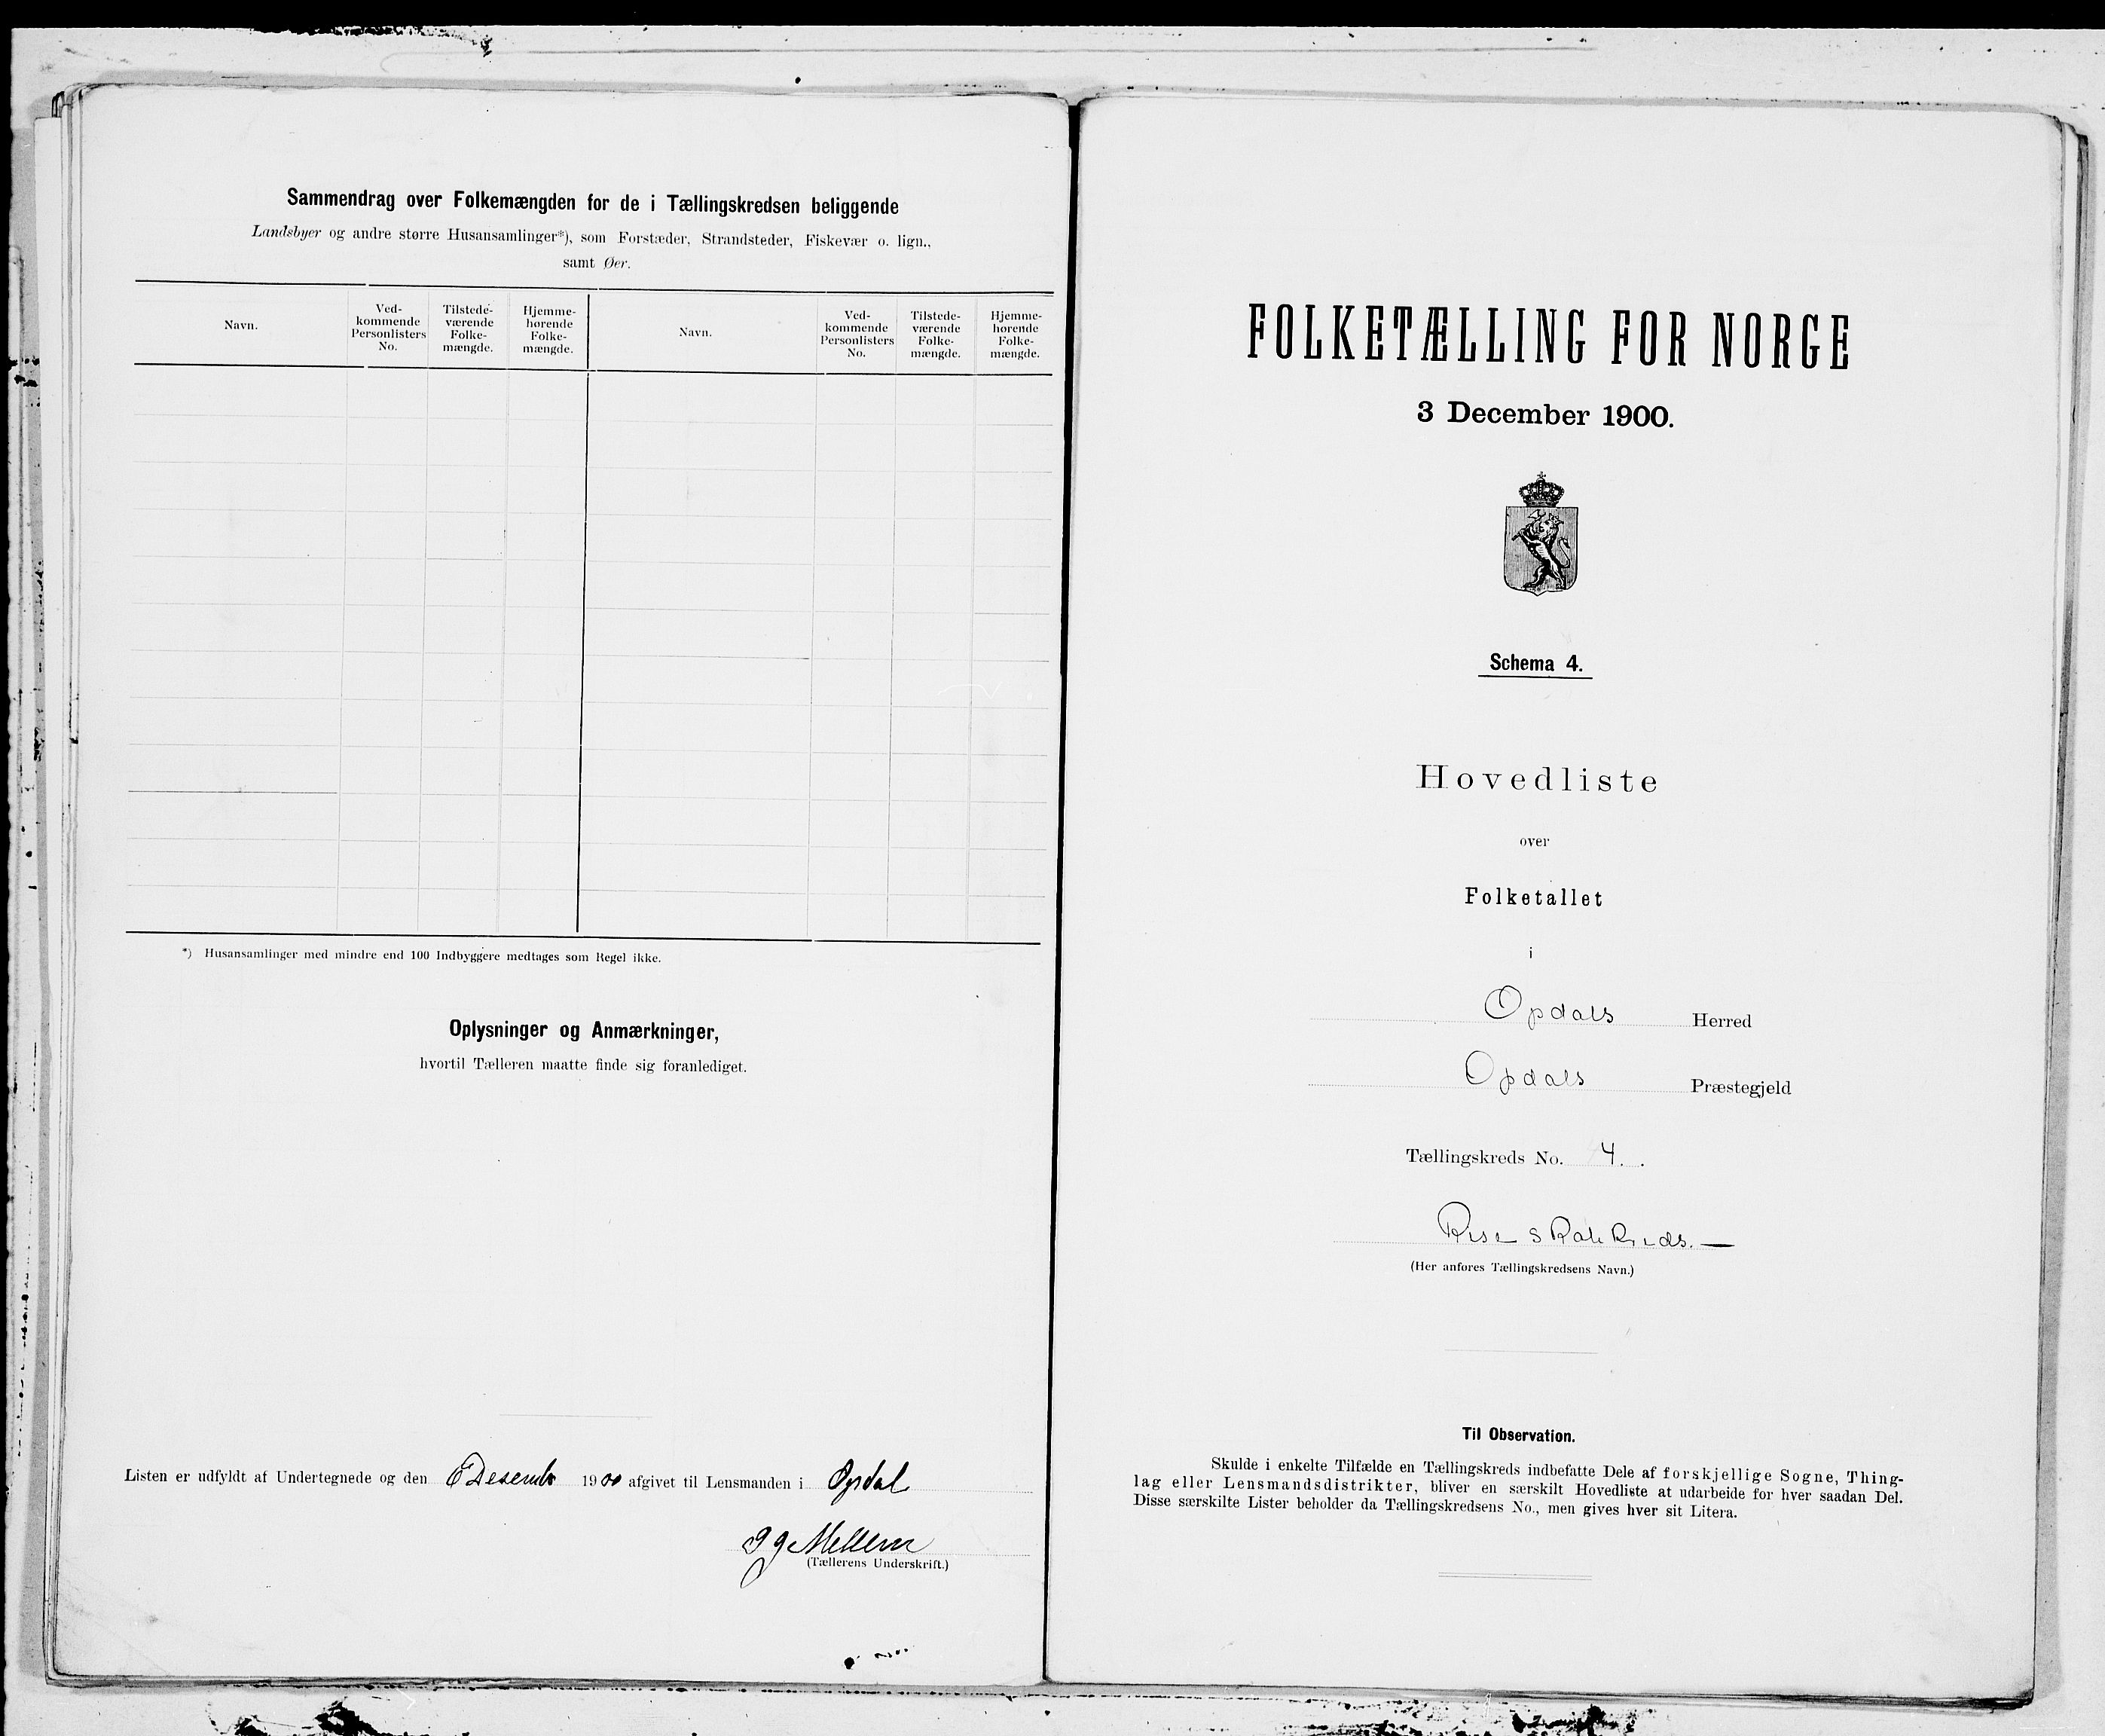 Sammendrag over Folkemængden for de i Tællingskredsen beliggende
Landsbyer og andre større Husansamlinger*), som Forstæder, Strandsteder, Fiskevær o. lign.,
samt Øer.
Navn.
Ved-
kommende
Personlisters
No.
Tilstede-
værende
Folke-
mængde.
Hjemme-
hørende
Folke-
mængde.
Navn.
Ved-
kommende
Personlisters
No.
Tilstede-
værende
Folke-
mængde.
Hjemme-
hørende
Folke-
mængde.
*) Husansamlinger med mindre end 100 Indbyggere medtages som Regel ikke.
Oplysninger og Anmærkninger,
hvortil Tælleren maatte finde sig foranlediget.
Listen er udfyldt af Undertegnede og den 1900 afgivet til Lensmanden i Opdal
Mellem
(Tællerens Underskrift.)
FOLKETÆLLING FOR NORGE
3 December 1900.
Schema 4.
Hovedliste
over
Folketallet
i
Opdals Herred
Opdals Præstegjeld
Tællingskreds No. 4.
(Her anføres Tællingskredsens Navn.)
Til Observation.
Skulde i enkelte Tilfælde en Tællingskreds indbefatte Dele af forskjellige Sogne, Thing-
lag eller Lensmandsdistrikter, bliver en særskilt Hovedliste at udarbeide for hver saadan Del.
Disse særskilte Lister beholder da Tællingskredsens No., men gives hver sit Litera.